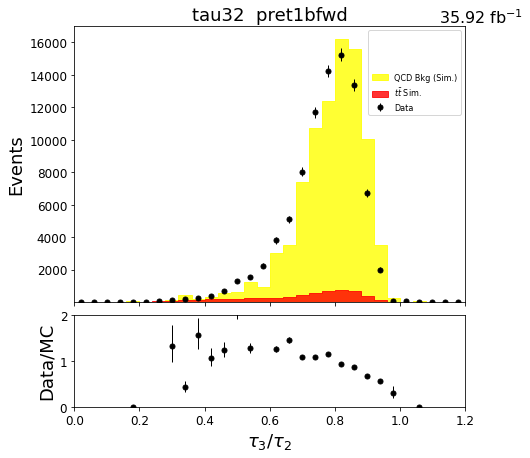 tau32 pret1bfwd
35.92 fb⁻¹
16000
14000
12000
10000
8000
6000
4000
2000
Events
QCD Bkg (Sim.)
tt̄ Sim.
Data
2
1
0
Data/MC
0.0 0.2 0.4 0.6 0.8 1.0 1.2
τ₃/τ₂